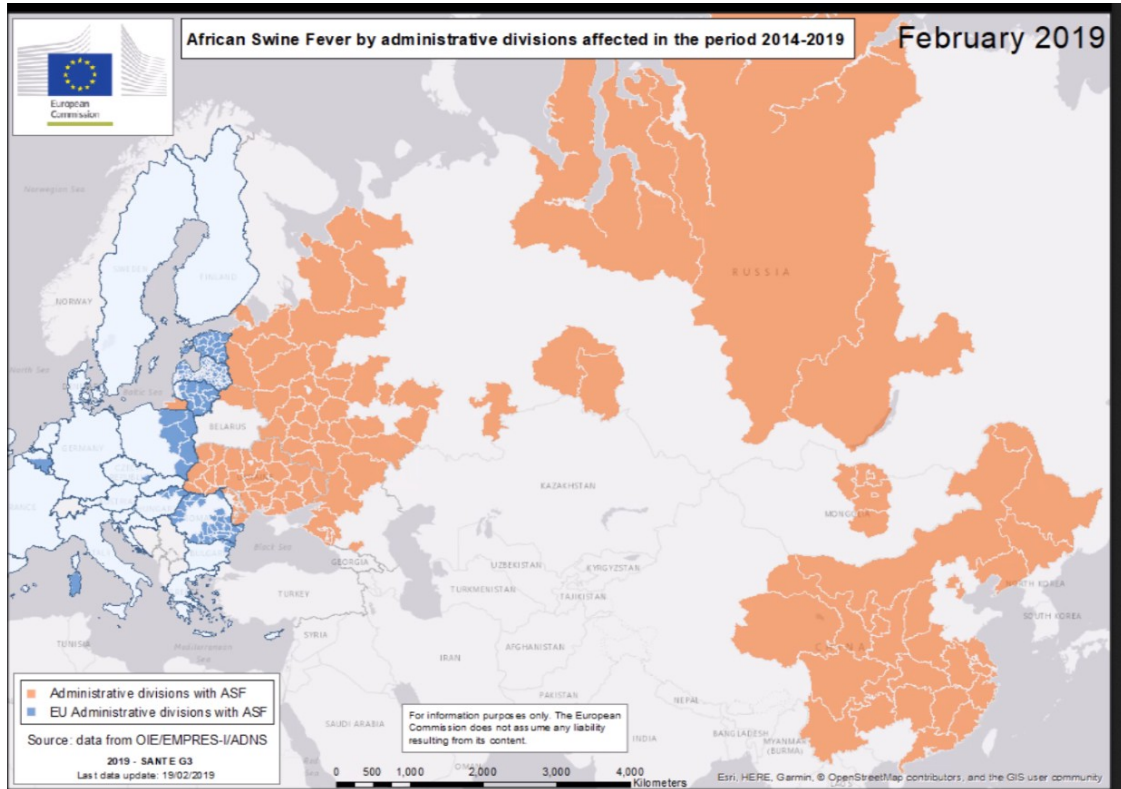 European
Commission
African Swine Fever by administrative divisions affected in the period 2014-2019
February 2019
Norwegian Sea
SWEDEN
FINLAND
NORWAY
RUSSIA
Baltic Sea
BELARUS
GERMANY
KAZAKHSTAN
MONGOLIA
Black Sea
GEORGIA
UZBEKISTAN
KYRGYZSTAN
TURKMENISTAN
TAJIKISTAN
NORTH KOREA
SOUTH KOREA
TURKEY
CHINA
SYRIA
TUNISIA
Mediterranean
Sea
IRAN
AFGHANISTAN
PAKISTAN
NEPAL
SAUDI ARABIA
INDIA
BANGLADESH
MYANMAR
(BURMA)
OMAN
Administrative divisions with ASF
EU Administrative divisions with ASF
Source: data from OIE/EMPRES-I/ADNS
2019 - SANTE G3
Last data update: 19/02/2019
For information purposes only. The European
Commission does not assume any liability
resulting from its content.
0 500 1,000 2,000 3,000 4,000
Kilometers
Esri, HERE, Garmin, © OpenStreetMap contributors, and the GIS user community